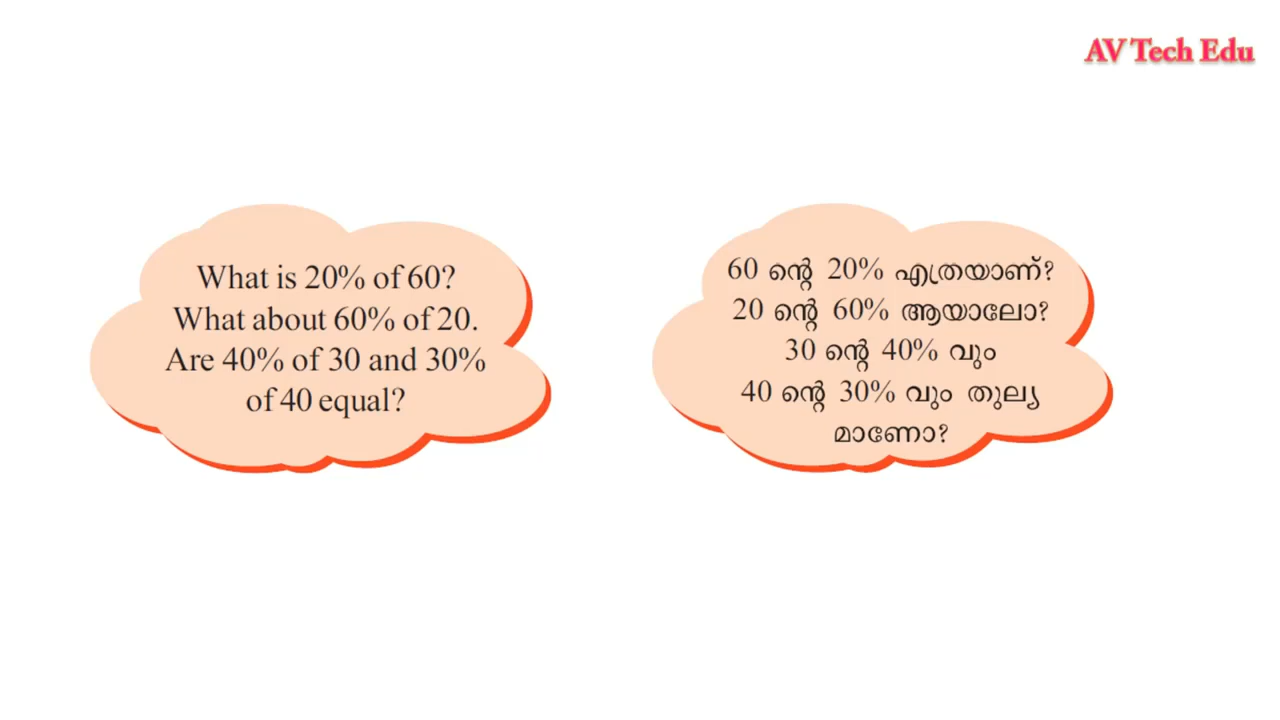 AV Tech Edu
What is 20% of 60?
What about 60% of 20.
Are 40% of 30 and 30%
of 40 equal?
60 ന്റെ 20% എത്രയാണ്?
20 ന്റെ 60% ആയാലോ?
30 ന്റെ 40% വും
40 ന്റെ 30% വും തുല്യ
മാണോ?